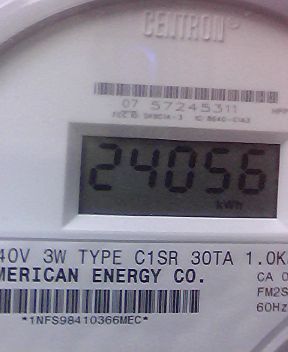 CENTRON®
07 57245311
24056
kWh
40V 3W TYPE C1SR 30TA 1.0K
MERICAN ENERGY CO.
CA 0
FM2S
60Hz
*1NFS98410366MEC*